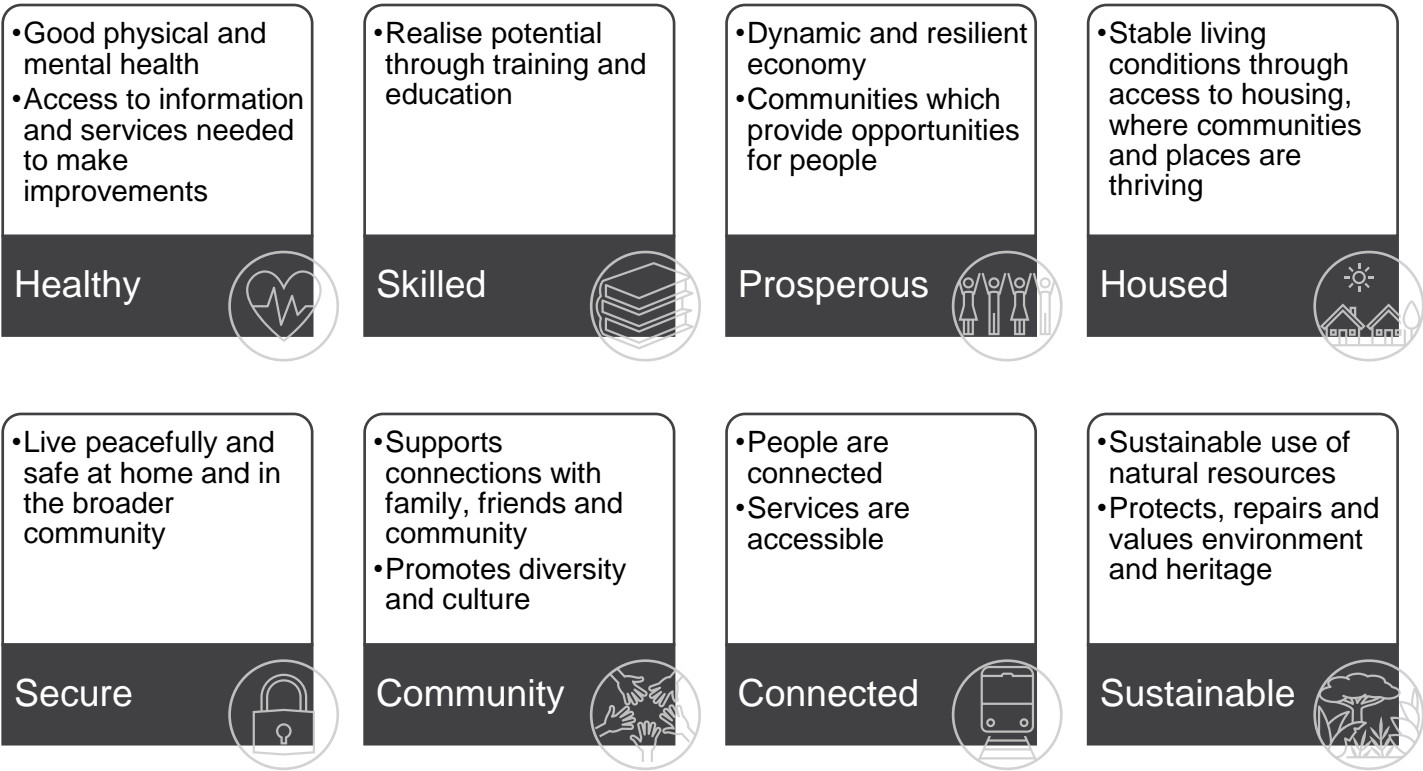 •Good physical and
mental health
•Access to information
and services needed
to make
improvements
Healthy
•Realise potential
through training and
education
Skilled
•Dynamic and resilient
economy
•Communities which
provide opportunities
for people
Prosperous
•Stable living
conditions through
access to housing,
where communities
and places are
thriving
Housed
•Live peacefully and
safe at home and in
the broader
community
Secure
•Supports
connections with
family, friends and
community
•Promotes diversity
and culture
Community
•People are
connected
•Services are
accessible
Connected
•Sustainable use of
natural resources
•Protects, repairs and
values environment
and heritage
Sustainable